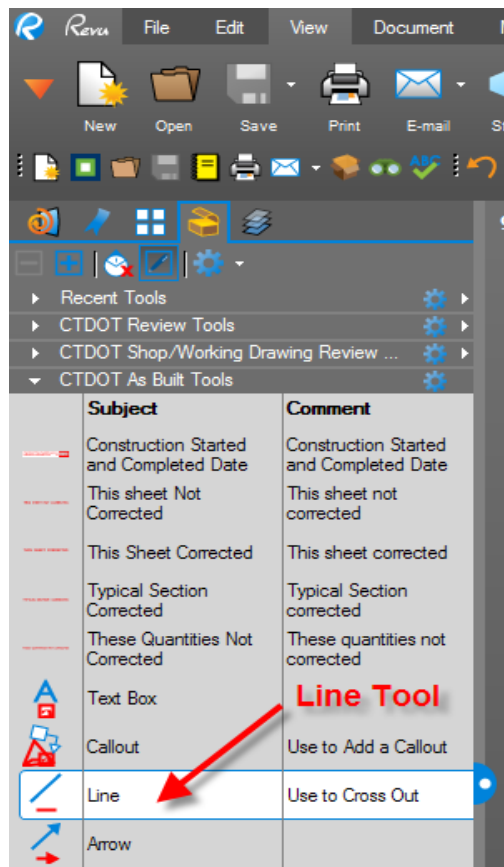 Revu File Edit View Document
New Open Save Print E-mail
ABC
Recent Tools
CTDOT Review Tools
CTDOT Shop/Working Drawing Review ...
CTDOT As Built Tools
Subject Comment
Construction Started Construction Started
and Completed Date and Completed Date
This sheet Not This sheet not
Corrected corrected
This Sheet Corrected This sheet corrected
Typical Section Typical Section
Corrected corrected
These Quantities Not These quantities not
Corrected corrected
Text Box Line Tool
Callout Use to Add a Callout
Line Use to Cross Out
Arrow